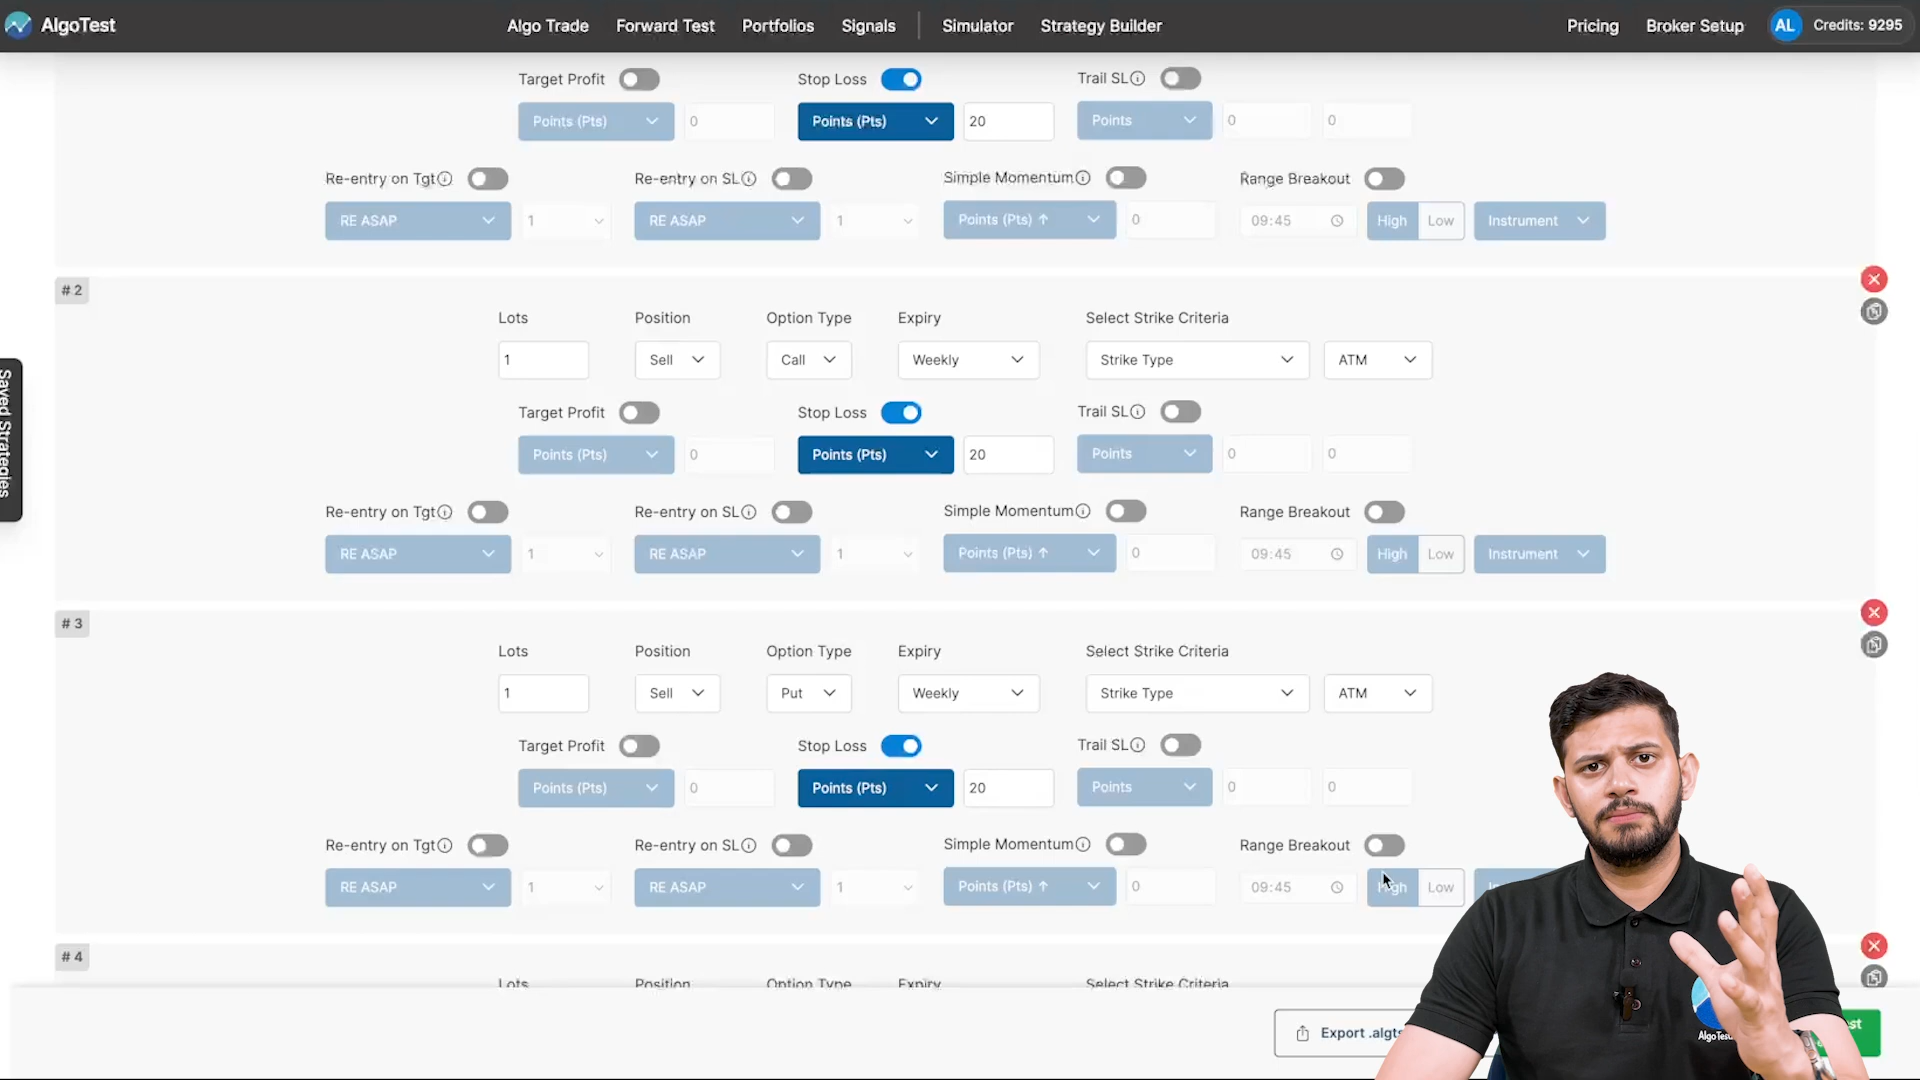 AlgoTest
Algo Trade Forward Test Portfolios Signals Simulator Strategy Builder Pricing Broker Setup AL Credits: 9295
Target Profit Stop Loss Trail SL
Points (Pts) 0 Points (Pts) 20 Points 0 0
Re-entry on Tgt Re-entry on SL Simple Momentum Range Breakout
RE ASAP 1 RE ASAP 1 Points (Pts) ↑ 0 09:45 High Low Instrument
# 2
Lots Position Option Type Expiry Select Strike Criteria
1 Sell Call Weekly Strike Type ATM
Target Profit Stop Loss Trail SL
Points (Pts) 0 Points (Pts) 20 Points 0 0
Re-entry on Tgt Re-entry on SL Simple Momentum Range Breakout
RE ASAP 1 RE ASAP 1 Points (Pts) ↑ 0 09:45 High Low Instrument
Saved Strategies
# 3
Lots Position Option Type Expiry Select Strike Criteria
1 Sell Put Weekly Strike Type ATM
Target Profit Stop Loss Trail SL
Points (Pts) 0 Points (Pts) 20 Points 0 0
Re-entry on Tgt Re-entry on SL Simple Momentum Range Breakout
RE ASAP 1 RE ASAP 1 Points (Pts) ↑ 0 09:45 High Low
# 4
Lots Position Option Type Expiry Select Strike Criteria
Export .algt
AlgoTest